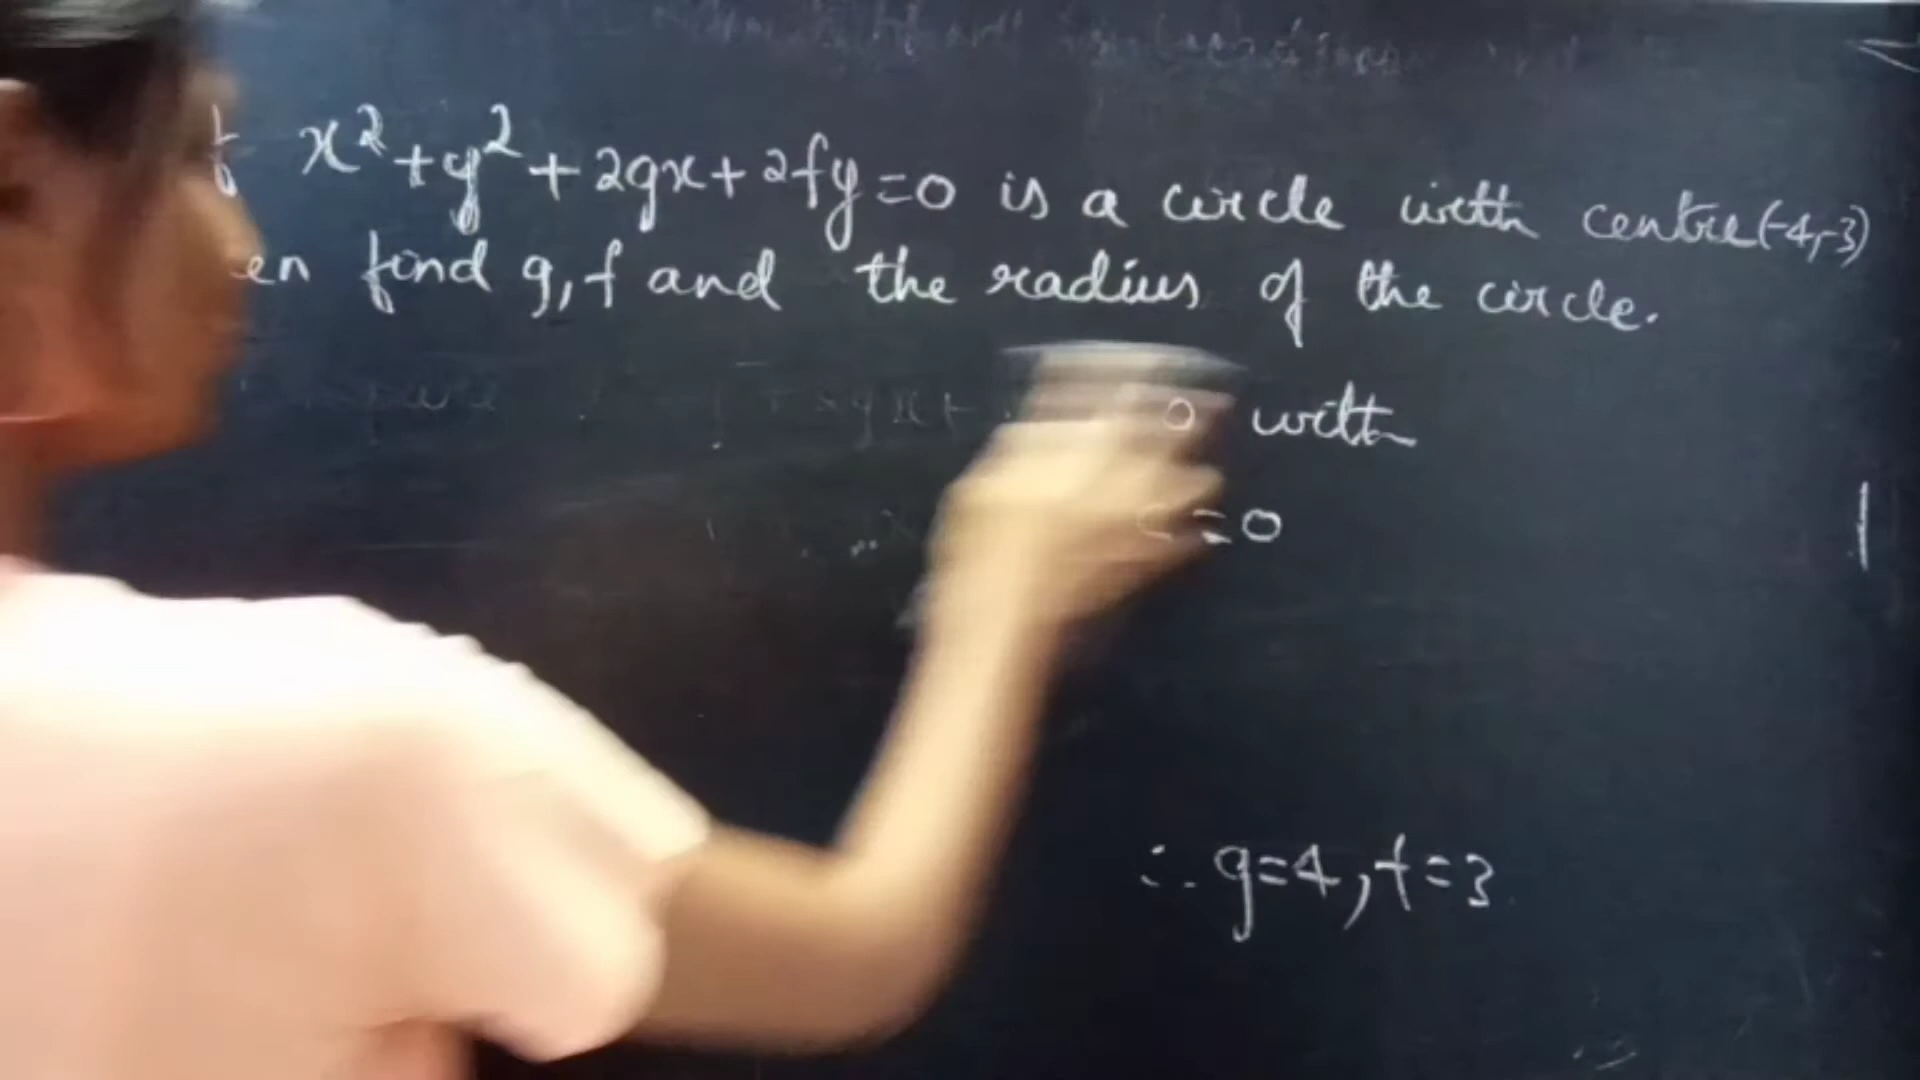 f x²+y²+2gx+2fy=0 is a circle with centre(-4,-3)
en find g, f and the radius of the circle.
0 with
c=0
∴ g=4, f=3